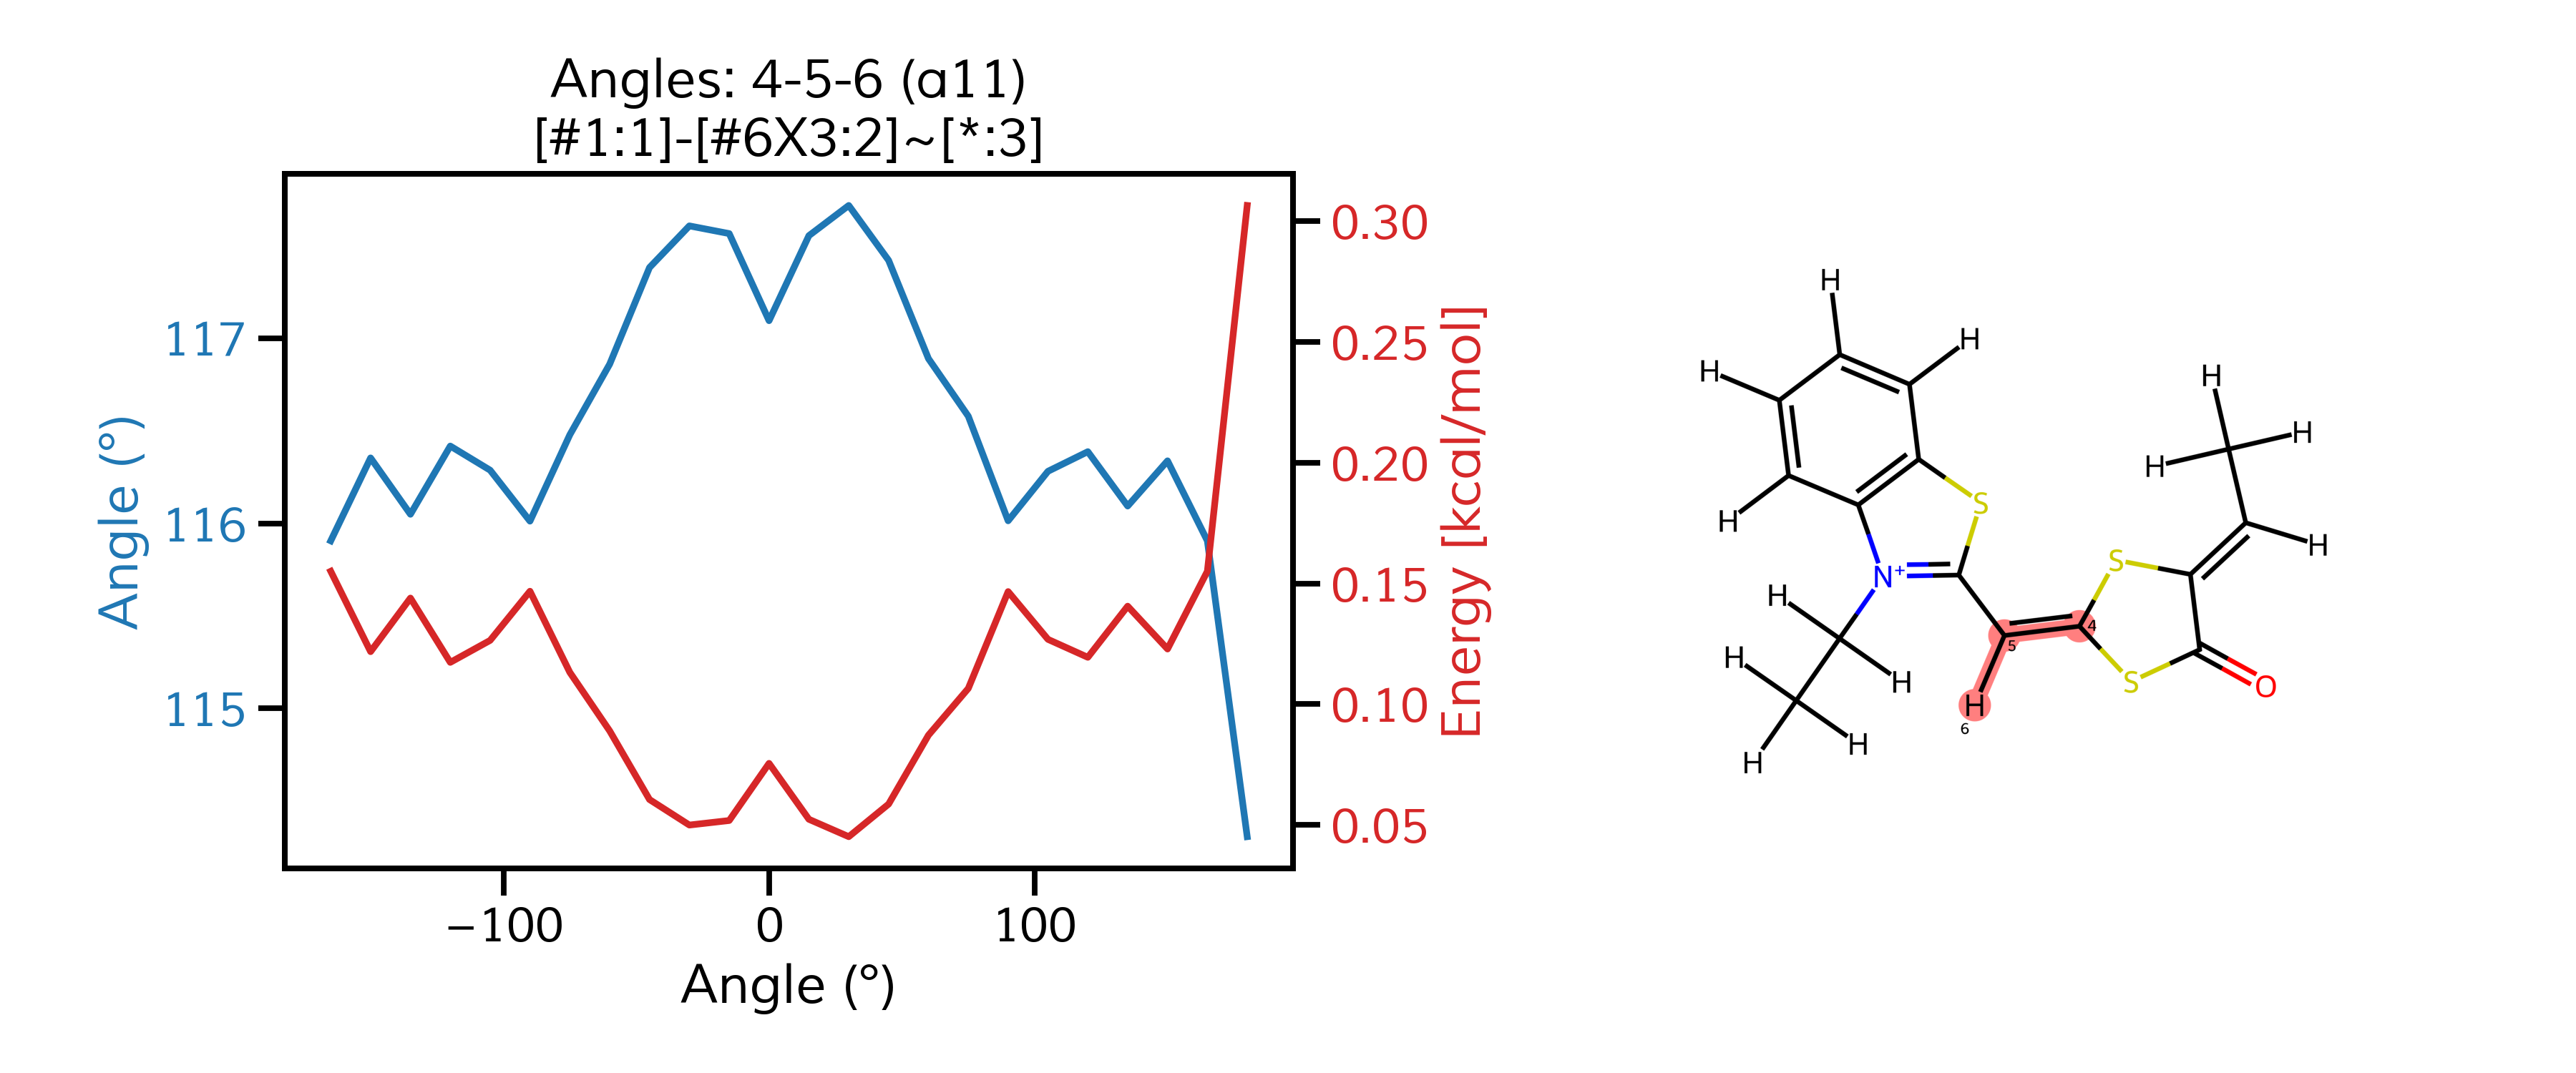 Angles: 4-5-6 (a11)
[#1:1]-[#6X3:2]~[*:3]
117
116
115
Angle (°)
0.30
0.25
0.20
0.15
0.10
0.05
Energy [kcal/mol]
−100 0 100
Angle (°)
H
H
H
H
H
H
H
S
H
H
S
N+
H
4
5
H
H
S
O
H
6
H
H